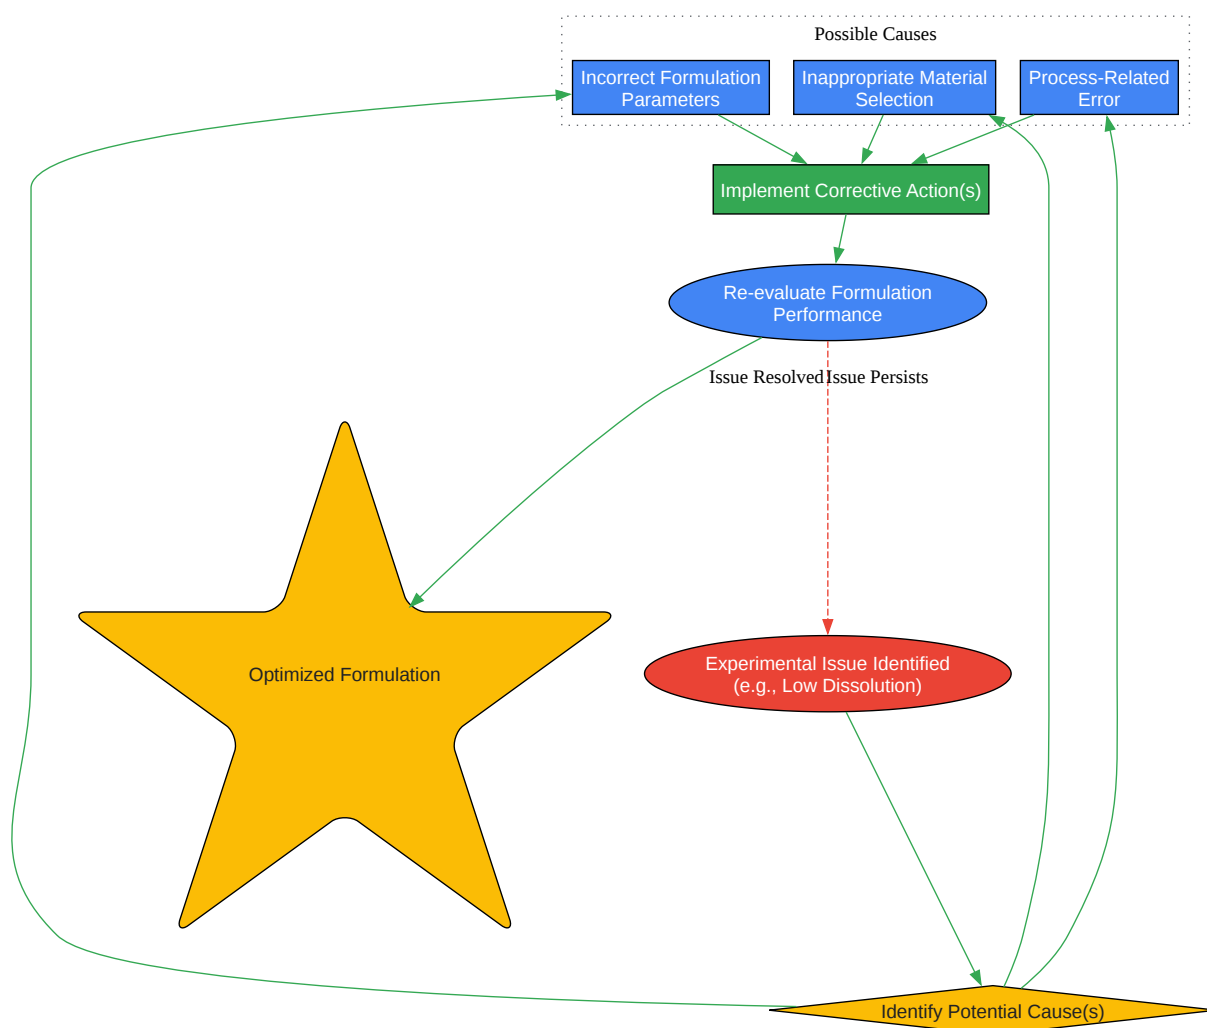 Possible Causes
Incorrect Formulation
Parameters
Inappropriate Material
Selection
Process-Related
Error
Implement Corrective Action(s)
Re-evaluate Formulation
Performance
Issue Resolved
Issue Persists
Optimized Formulation
Experimental Issue Identified
(e.g., Low Dissolution)
Identify Potential Cause(s)